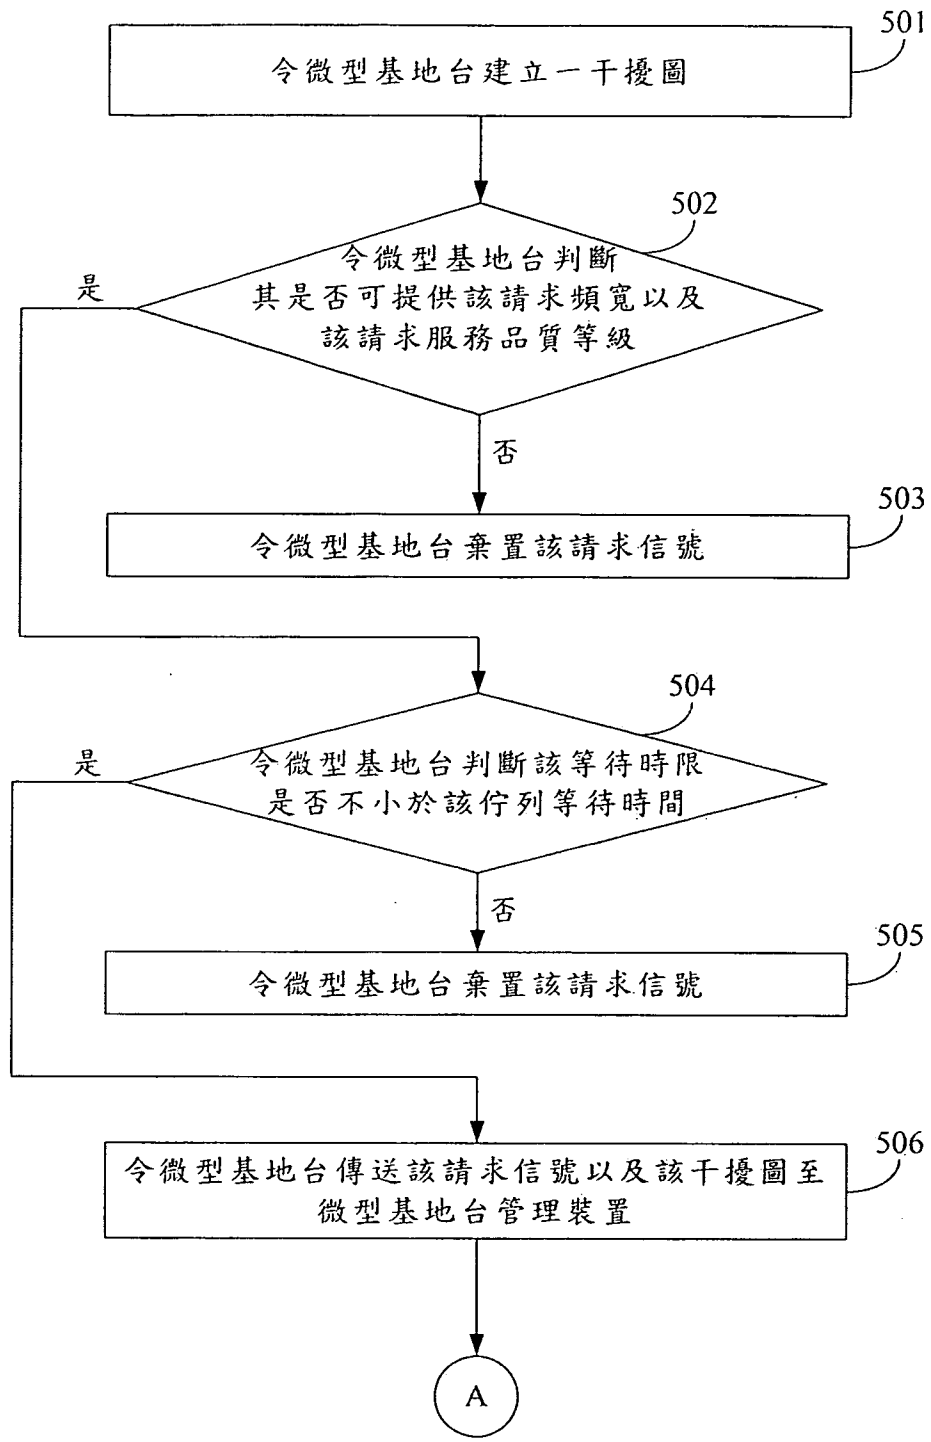 501
令微型基地台建立一干擾圖
502
令微型基地台判斷
其是否可提供該請求頻寬以及
該請求服務品質等級
是
否
503
令微型基地台棄置該請求信號
504
令微型基地台判斷該等待時限
是否不小於該佇列等待時間
是
否
505
令微型基地台棄置該請求信號
506
令微型基地台傳送該請求信號以及該干擾圖至
微型基地台管理裝置
A